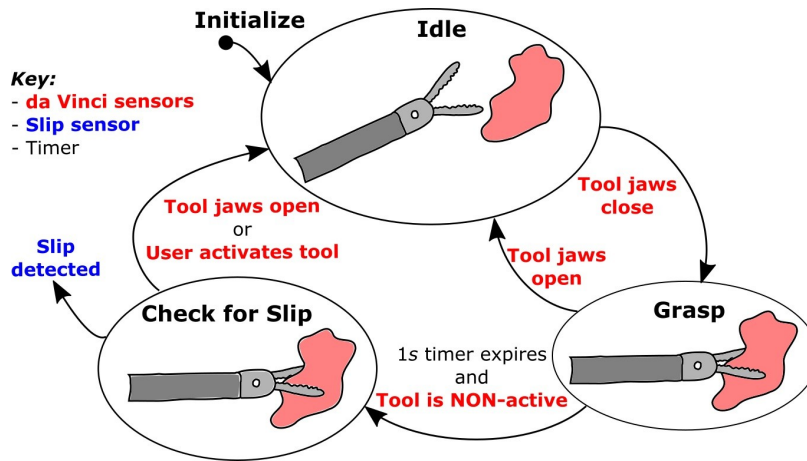 Initialize
Idle
Key:
- da Vinci sensors
- Slip sensor
- Timer
Tool jaws
close
Tool jaws open
or
User activates tool
Tool jaws
open
Slip
detected
Check for Slip
Grasp
1s timer expires
and
Tool is NON-active